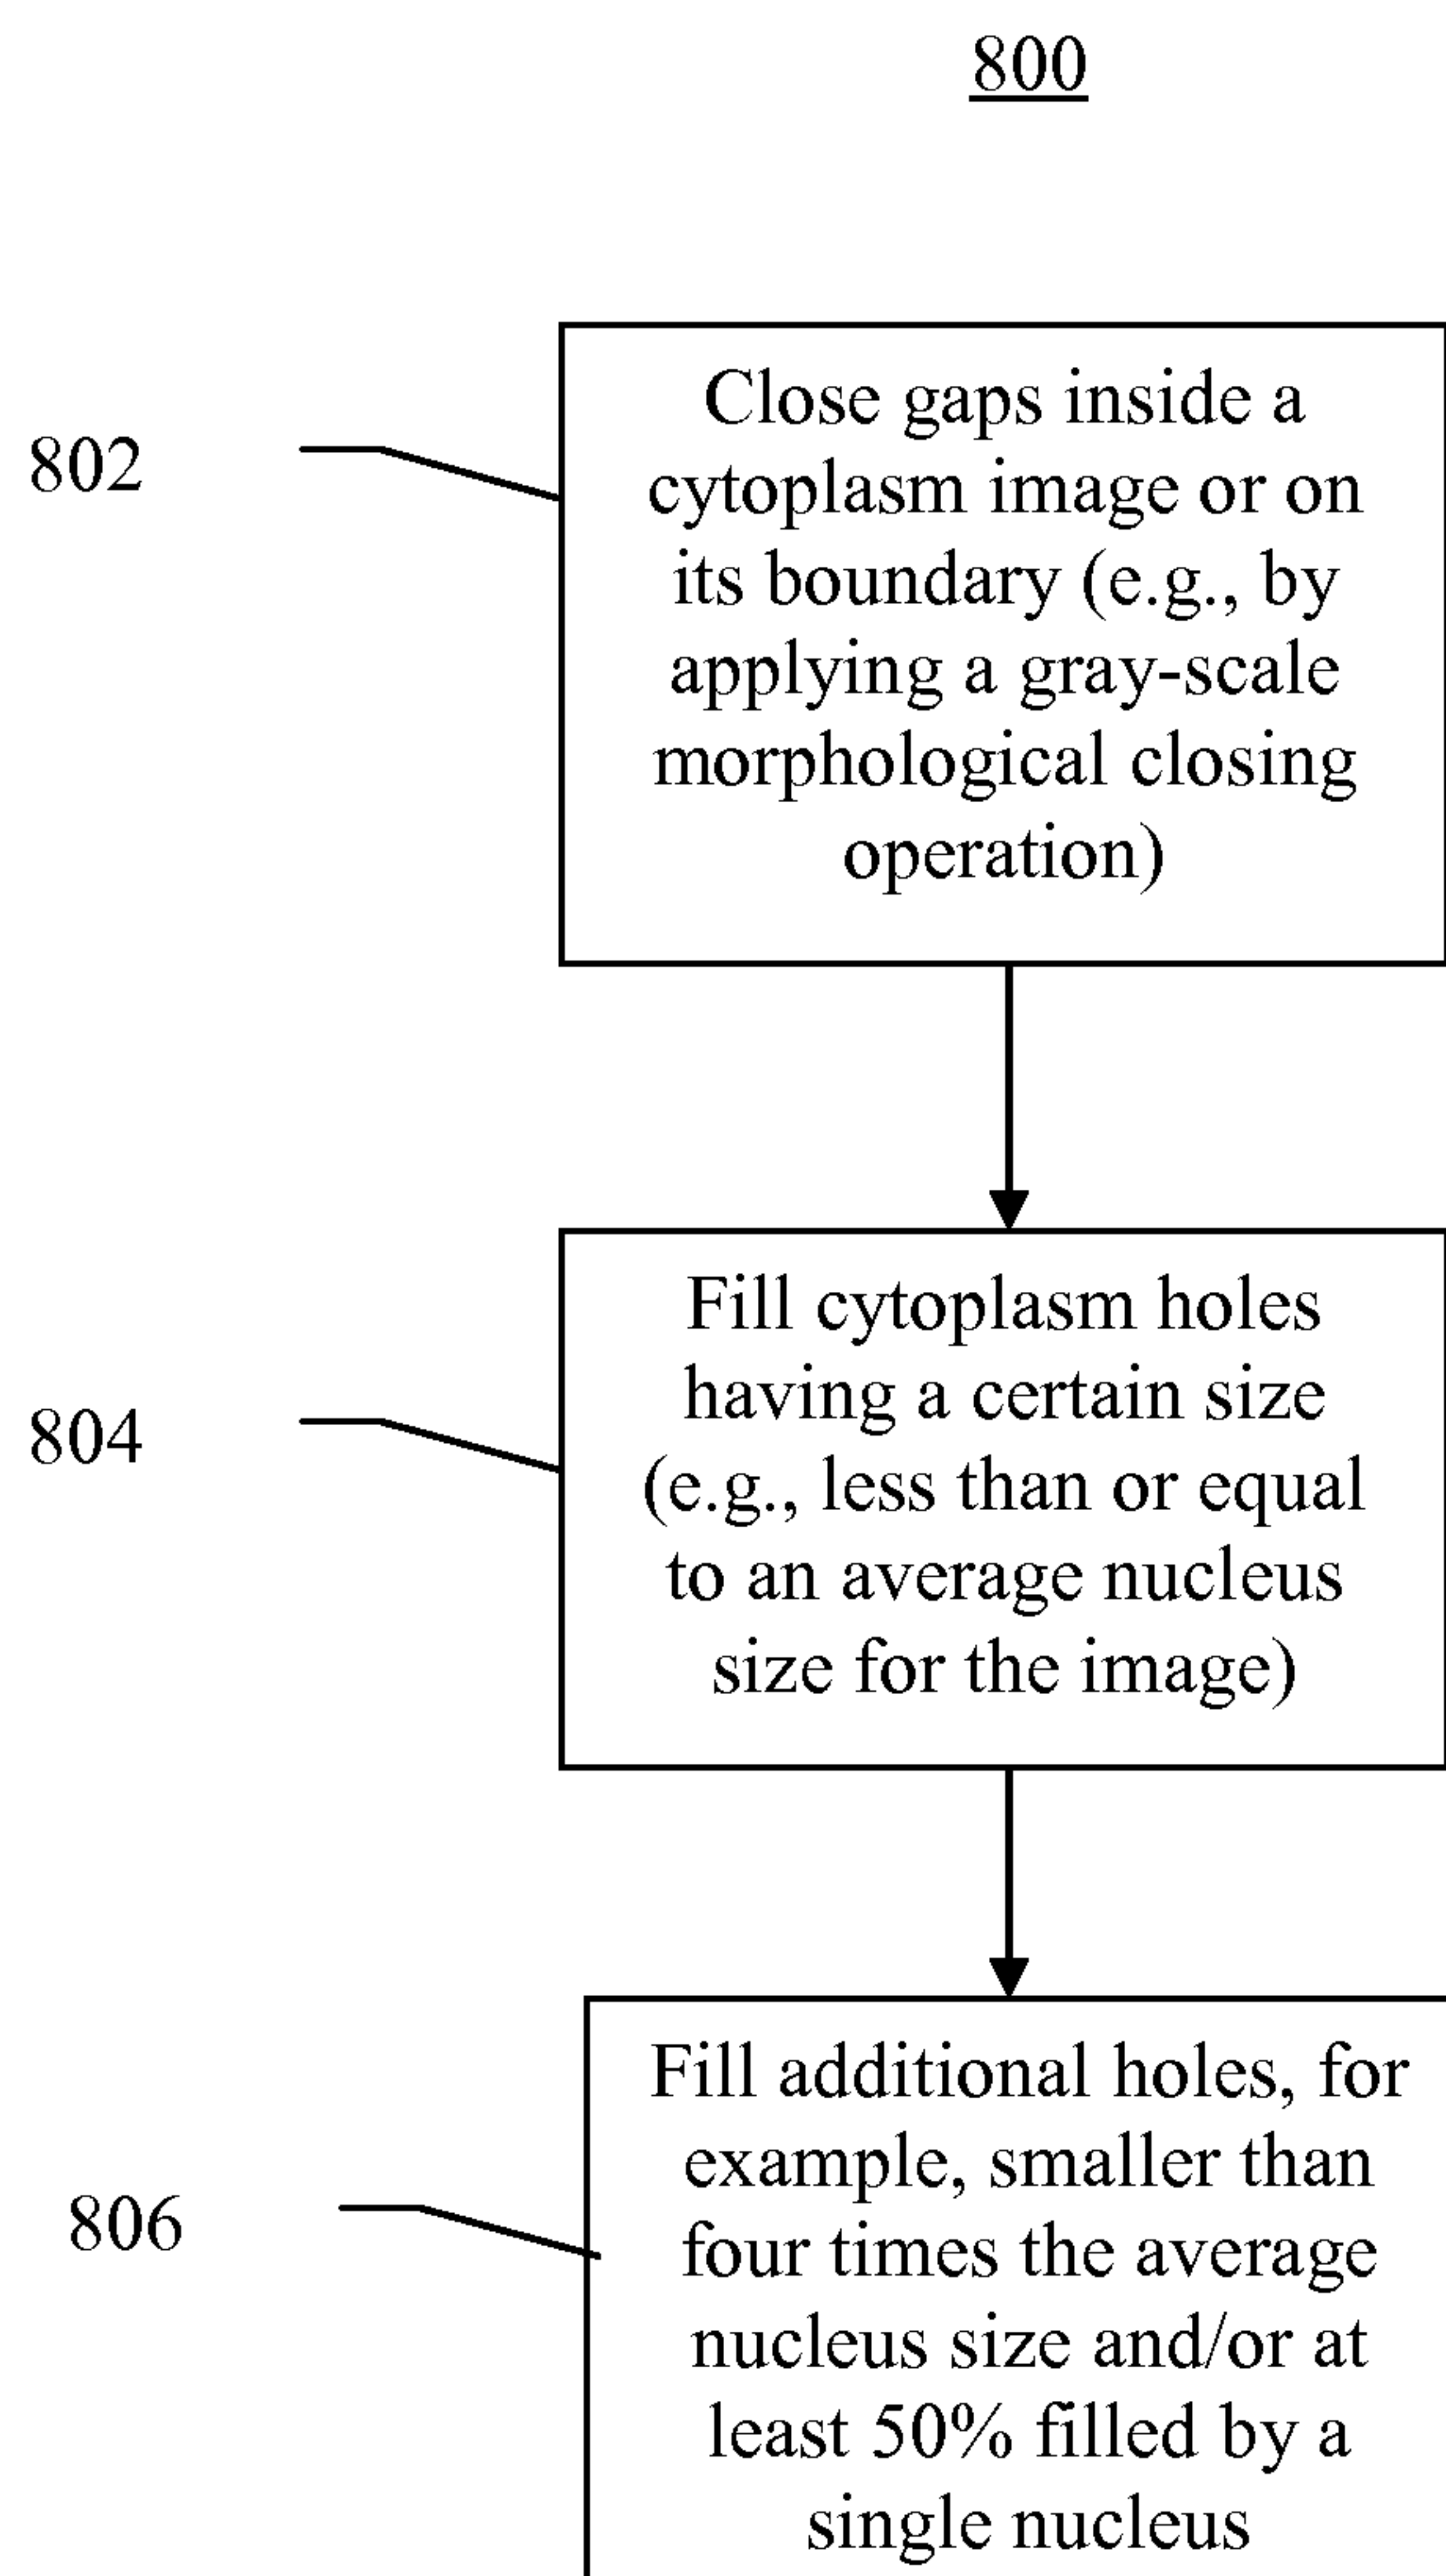 800
802
Close gaps inside a
cytoplasm image or on
its boundary (e.g., by
applying a gray-scale
morphological closing
operation)
804
Fill cytoplasm holes
having a certain size
(e.g., less than or equal
to an average nucleus
size for the image)
806
Fill additional holes, for
example, smaller than
four times the average
nucleus size and/or at
least 50% filled by a
single nucleus